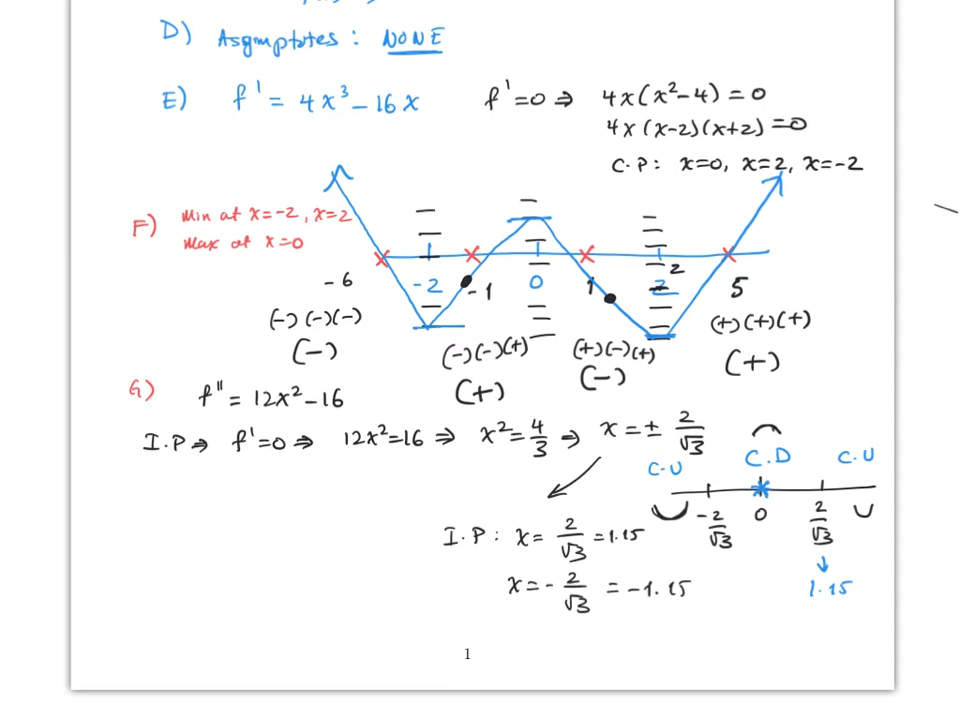 D) Asymptotes: NONE
E) f' = 4x³ – 16x f' = 0 ⇒ 4x(x²–4) = 0
4x(x–2)(x+2) = 0
C.P: x=0, x=2, x=-2
F) Min at x=-2, x=2
Max at x=0
-6 -2 -1 0 1 2 2 5
(-)(-)(-) (-)(-)(+) (+)(-)(+) (+)(+)(+)
(-) (+) (-) (+)
G) f'' = 12x² – 16
I.P ⇒ f'=0 ⇒ 12x²=16 ⇒ x²=4/3 ⇒ x = ± 2/√3
C.U C.D C.U
-2/√3 0 2/√3
I.P: x = 2/√3 = 1.15
x = - 2/√3 = -1.15 1.15
1